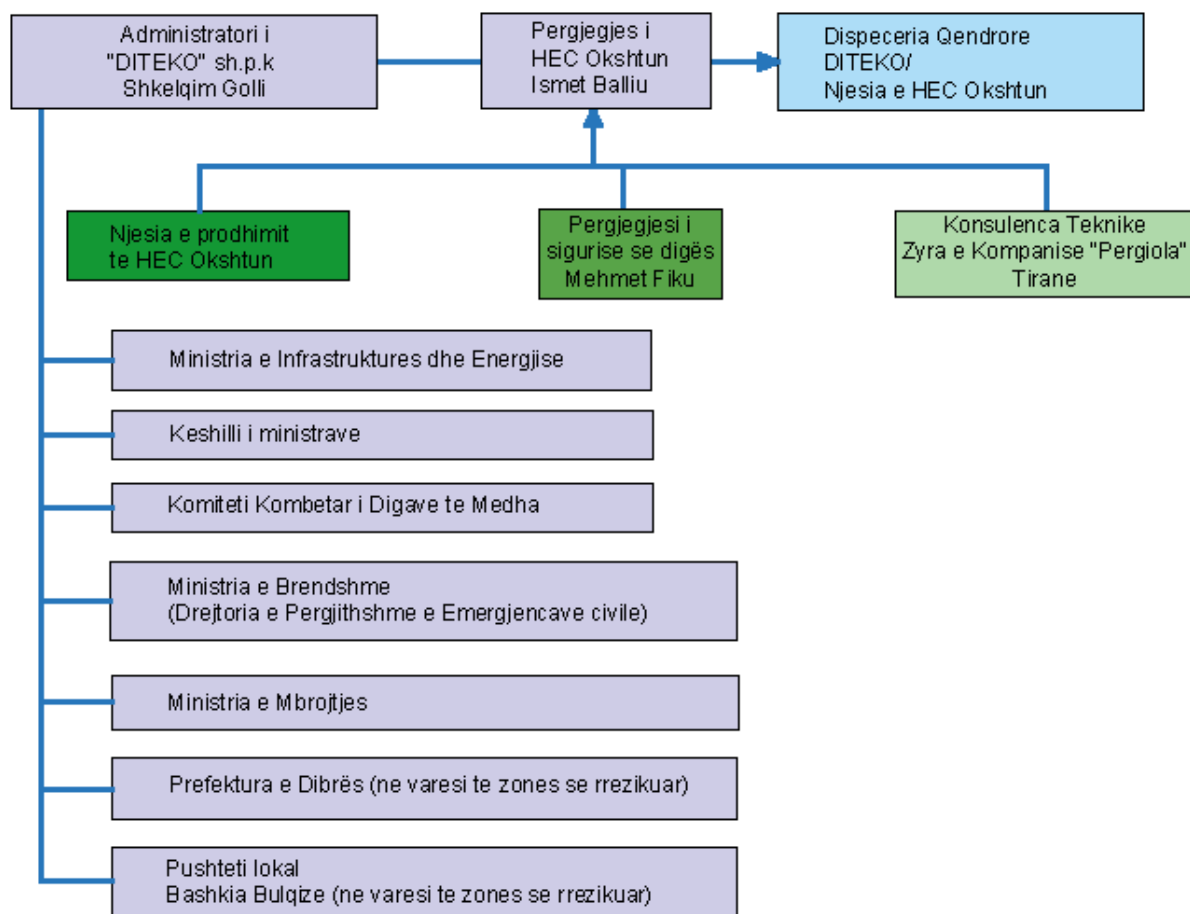 Administratori i
"DITEKO" sh.p.k
Shkelqim Golli
Pergjegjes i
HEC Okshtun
Ismet Balliu
Dispeceria Qendrore
DITEKO/
Njesia e HEC Okshtun
Njesia e prodhimit
te HEC Okshtun
Pergjegjesi i
sigurise se digës
Mehmet Fiku
Konsulenca Teknike
Zyra e Kompanise "Pergiola"
Tirane
Ministria e Infrastruktures dhe Energjise
Keshilli i ministrave
Komiteti Kombetar i Digave te Medha
Ministria e Brendshme
(Drejtoria e Pergjithshme e Emergjencave civile)
Ministria e Mbrojtjes
Prefektura e Dibrës (ne varesi te zones se rrezikuar)
Pushteti lokal
Bashkia Bulqize (ne varesi te zones se rrezikuar)